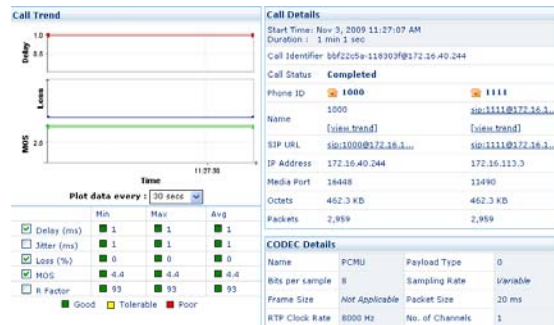 Call Trend
1.0
0.5
Delay
Loss
2.0
MOS
11:27:30
Time
Plot data every : 30 secs
Min Max Avg
Delay (ms) 1 1 1
Jitter (ms) 1 1 1
Loss (%) 0 0 0
MOS 4.4 4.4 4.4
R Factor 93 93 93
Good Tolerable Poor
Call Details
Start Time: Nov 3, 2009 11:27:07 AM
Duration : 1 min 1 sec
Call Identifier bbf22c5a-118303f@172.16.40.244
Call Status Completed
Phone ID 1000 1111
Name 1000 sip:1111@172.16.1...
[view trend] [view trend]
SIP URL sip:1000@172.16.1... sip:1111@172.16.1...
IP Address 172.16.40.244 172.16.113.3
Media Port 16448 11490
Octets 462.3 KB 462.3 KB
Packets 2,959 2,959
CODEC Details
Name PCMU Payload Type 0
Bits per sample 8 Sampling Rate Variable
Frame Size Not Applicable Packet Size 20 ms
RTP Clock Rate 8000 Hz No. of Channels 1